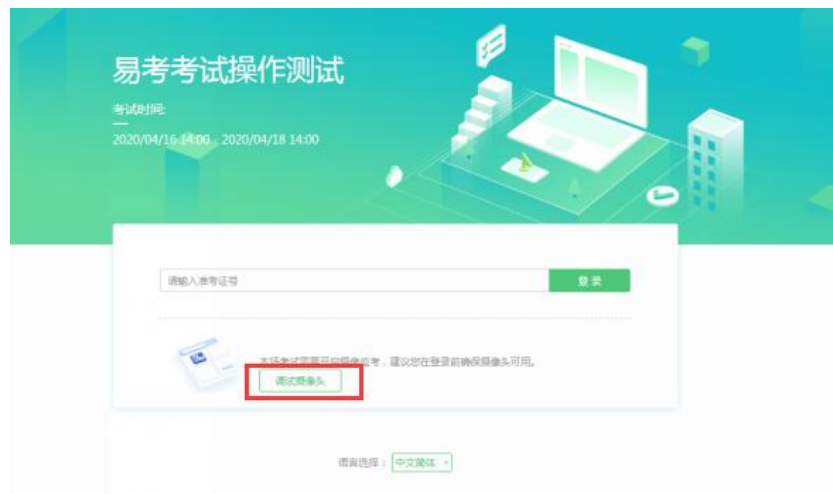 易考考试操作测试
考试时间:
2020/04/16 14:00 - 2020/04/18 14:00
请输入准考证号
登录
本场考试需要开启摄像监考，建议您在登录前确保摄像头可用。
调试摄像头
语言选择： 中文简体